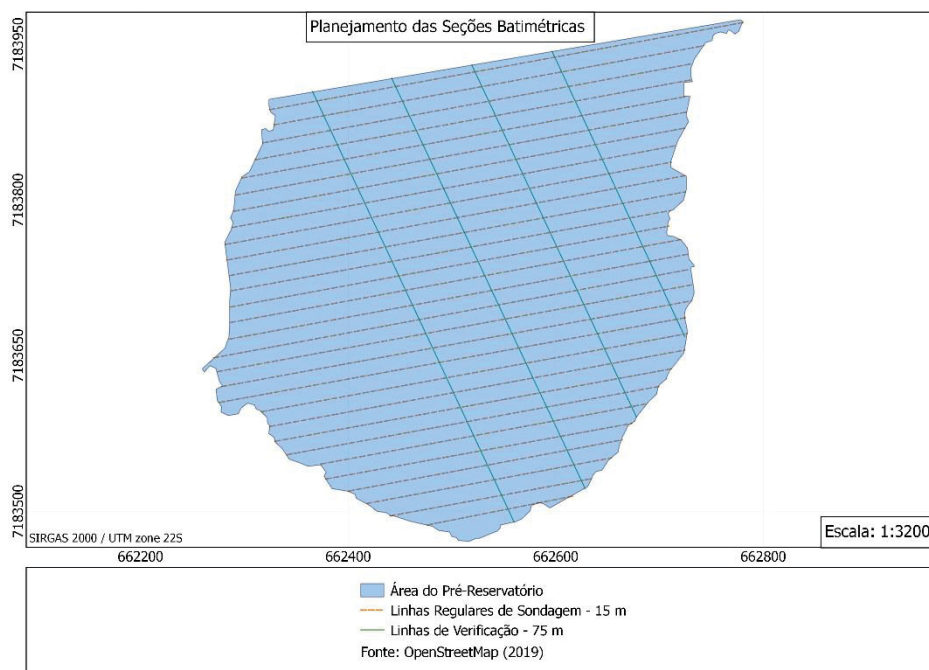 Planejamento das Seções Batimétricas
7183950
7183800
7183650
7183500
SIRGAS 2000 / UTM zone 22S
Escala: 1:3200
662200
662400
662600
662800
Área do Pré-Reservatório
Linhas Regulares de Sondagem - 15 m
Linhas de Verificação - 75 m
Fonte: OpenStreetMap (2019)